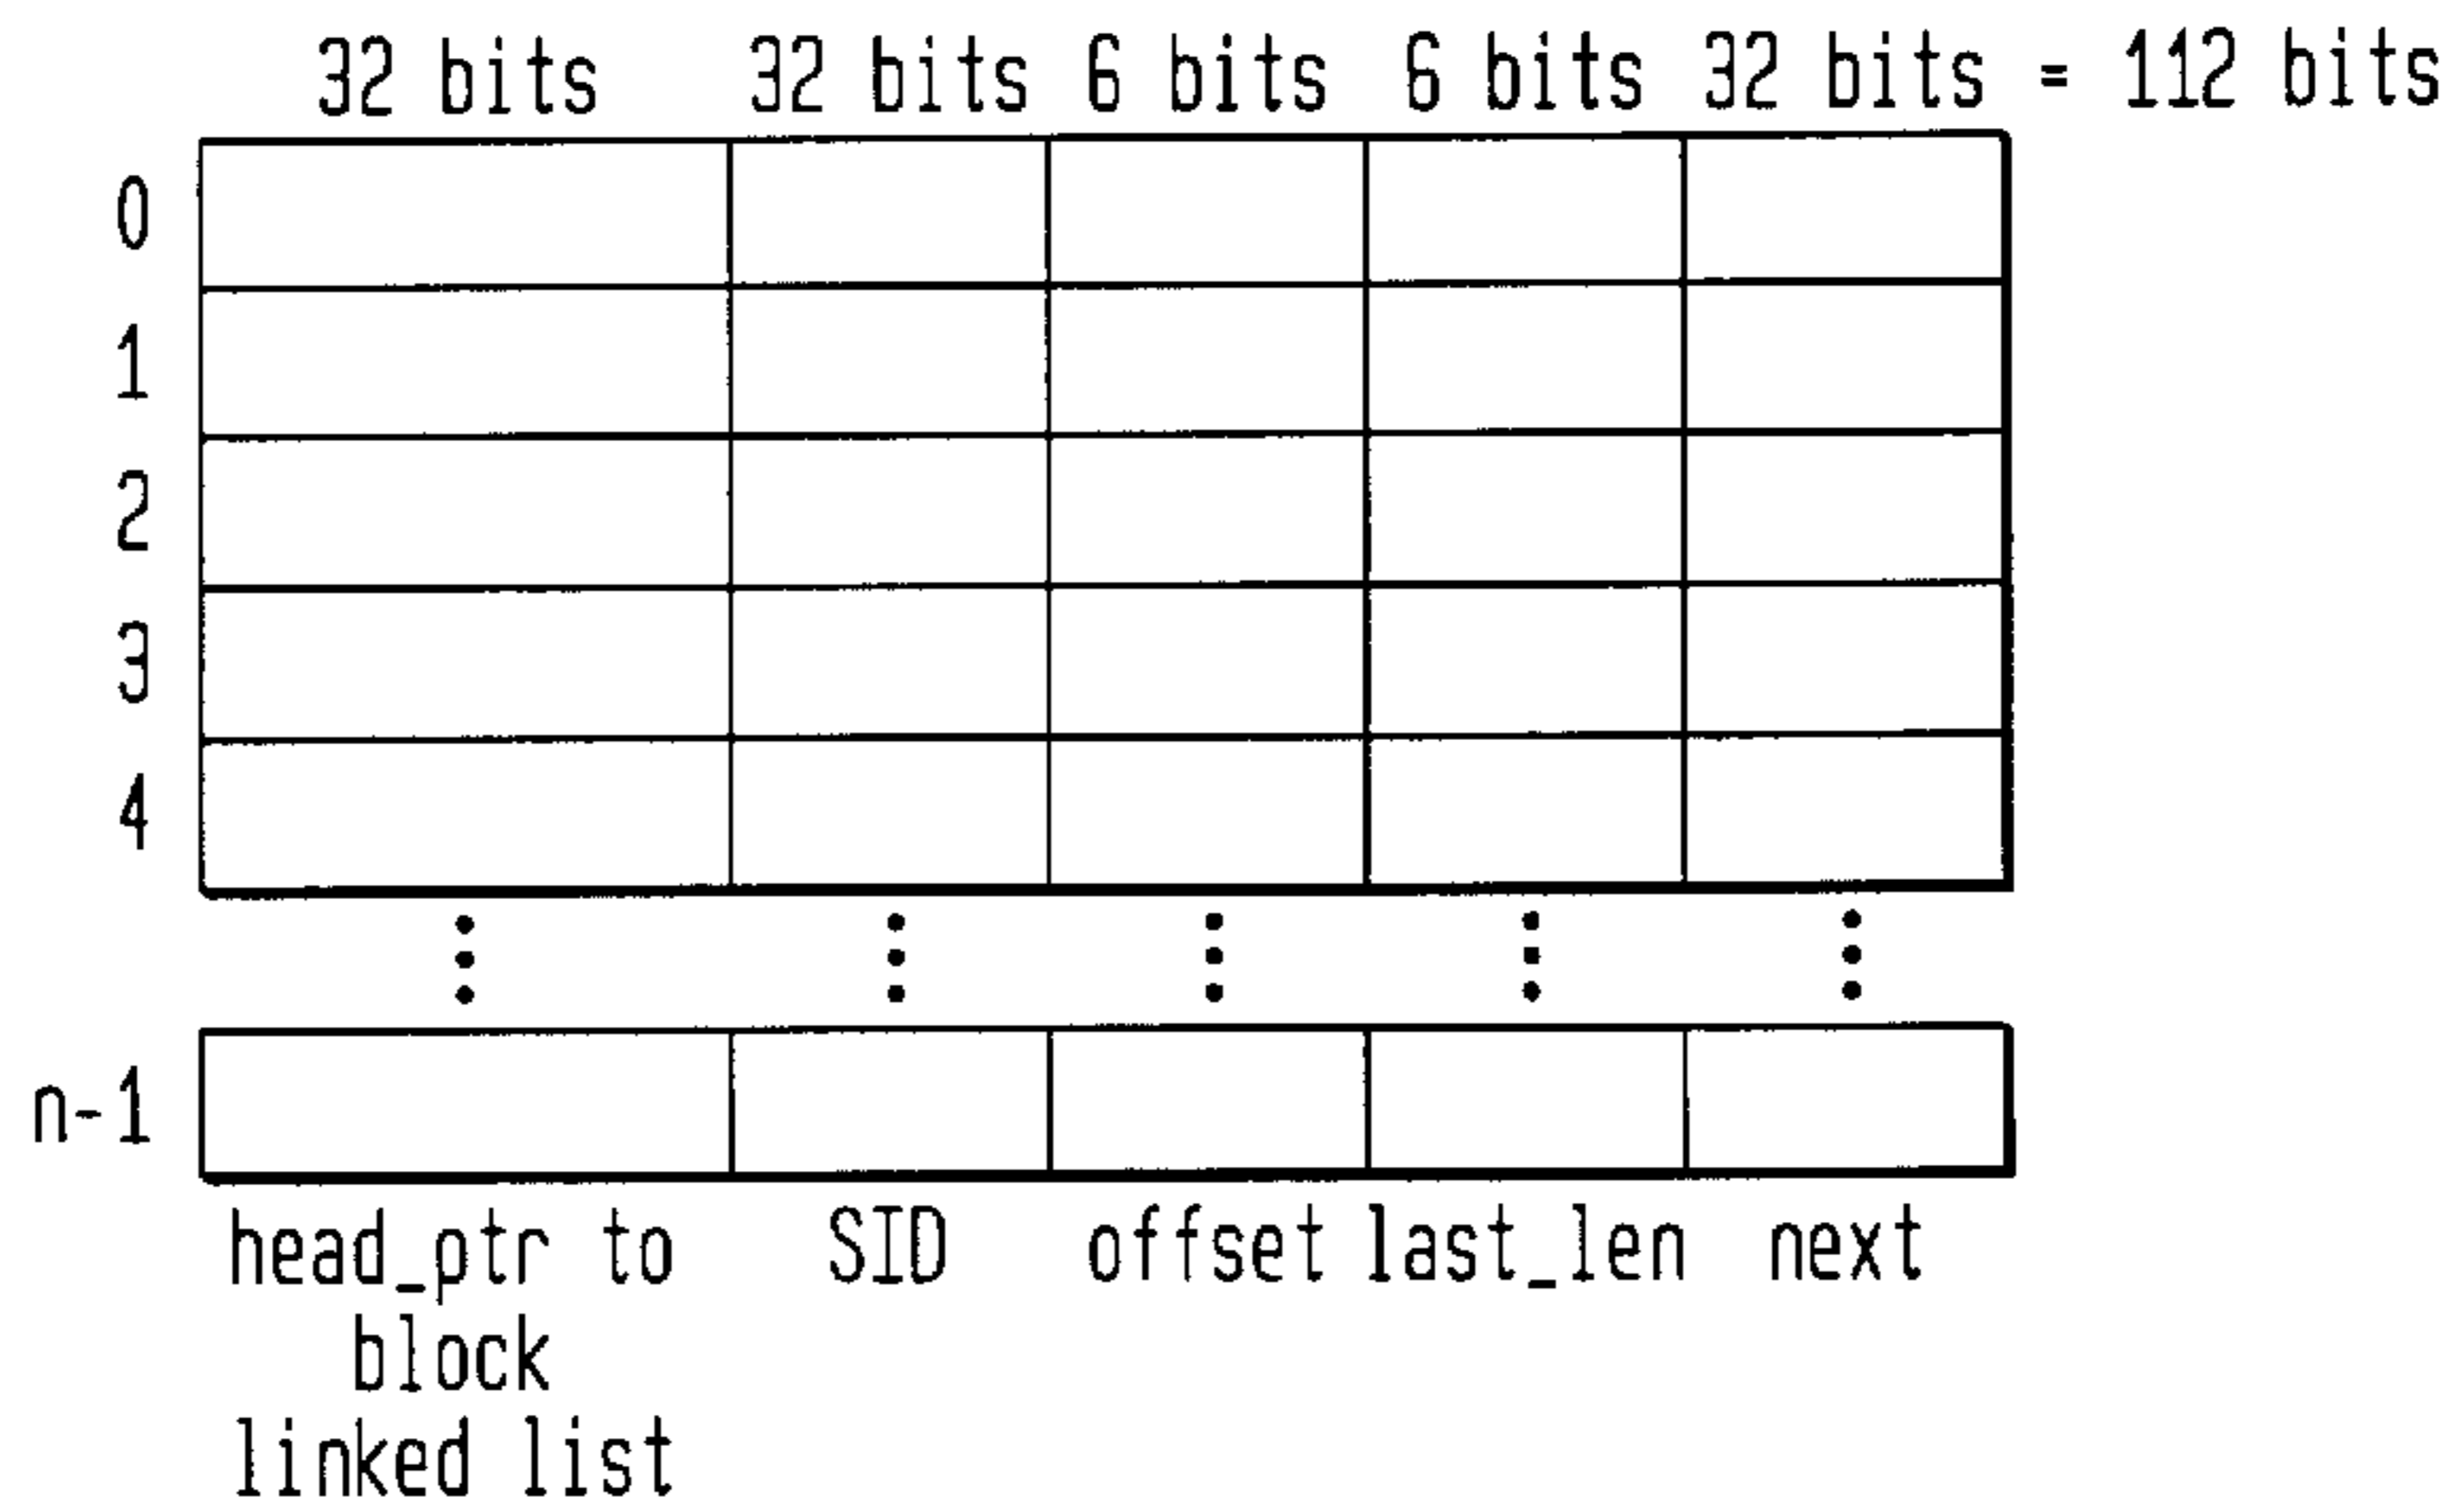 32 bits 32 bits 6 bits 6 bits 32 bits = 112 bits
0
1
2
3
4
n-1
head_ptr to SID offset last_len next
block
linked list